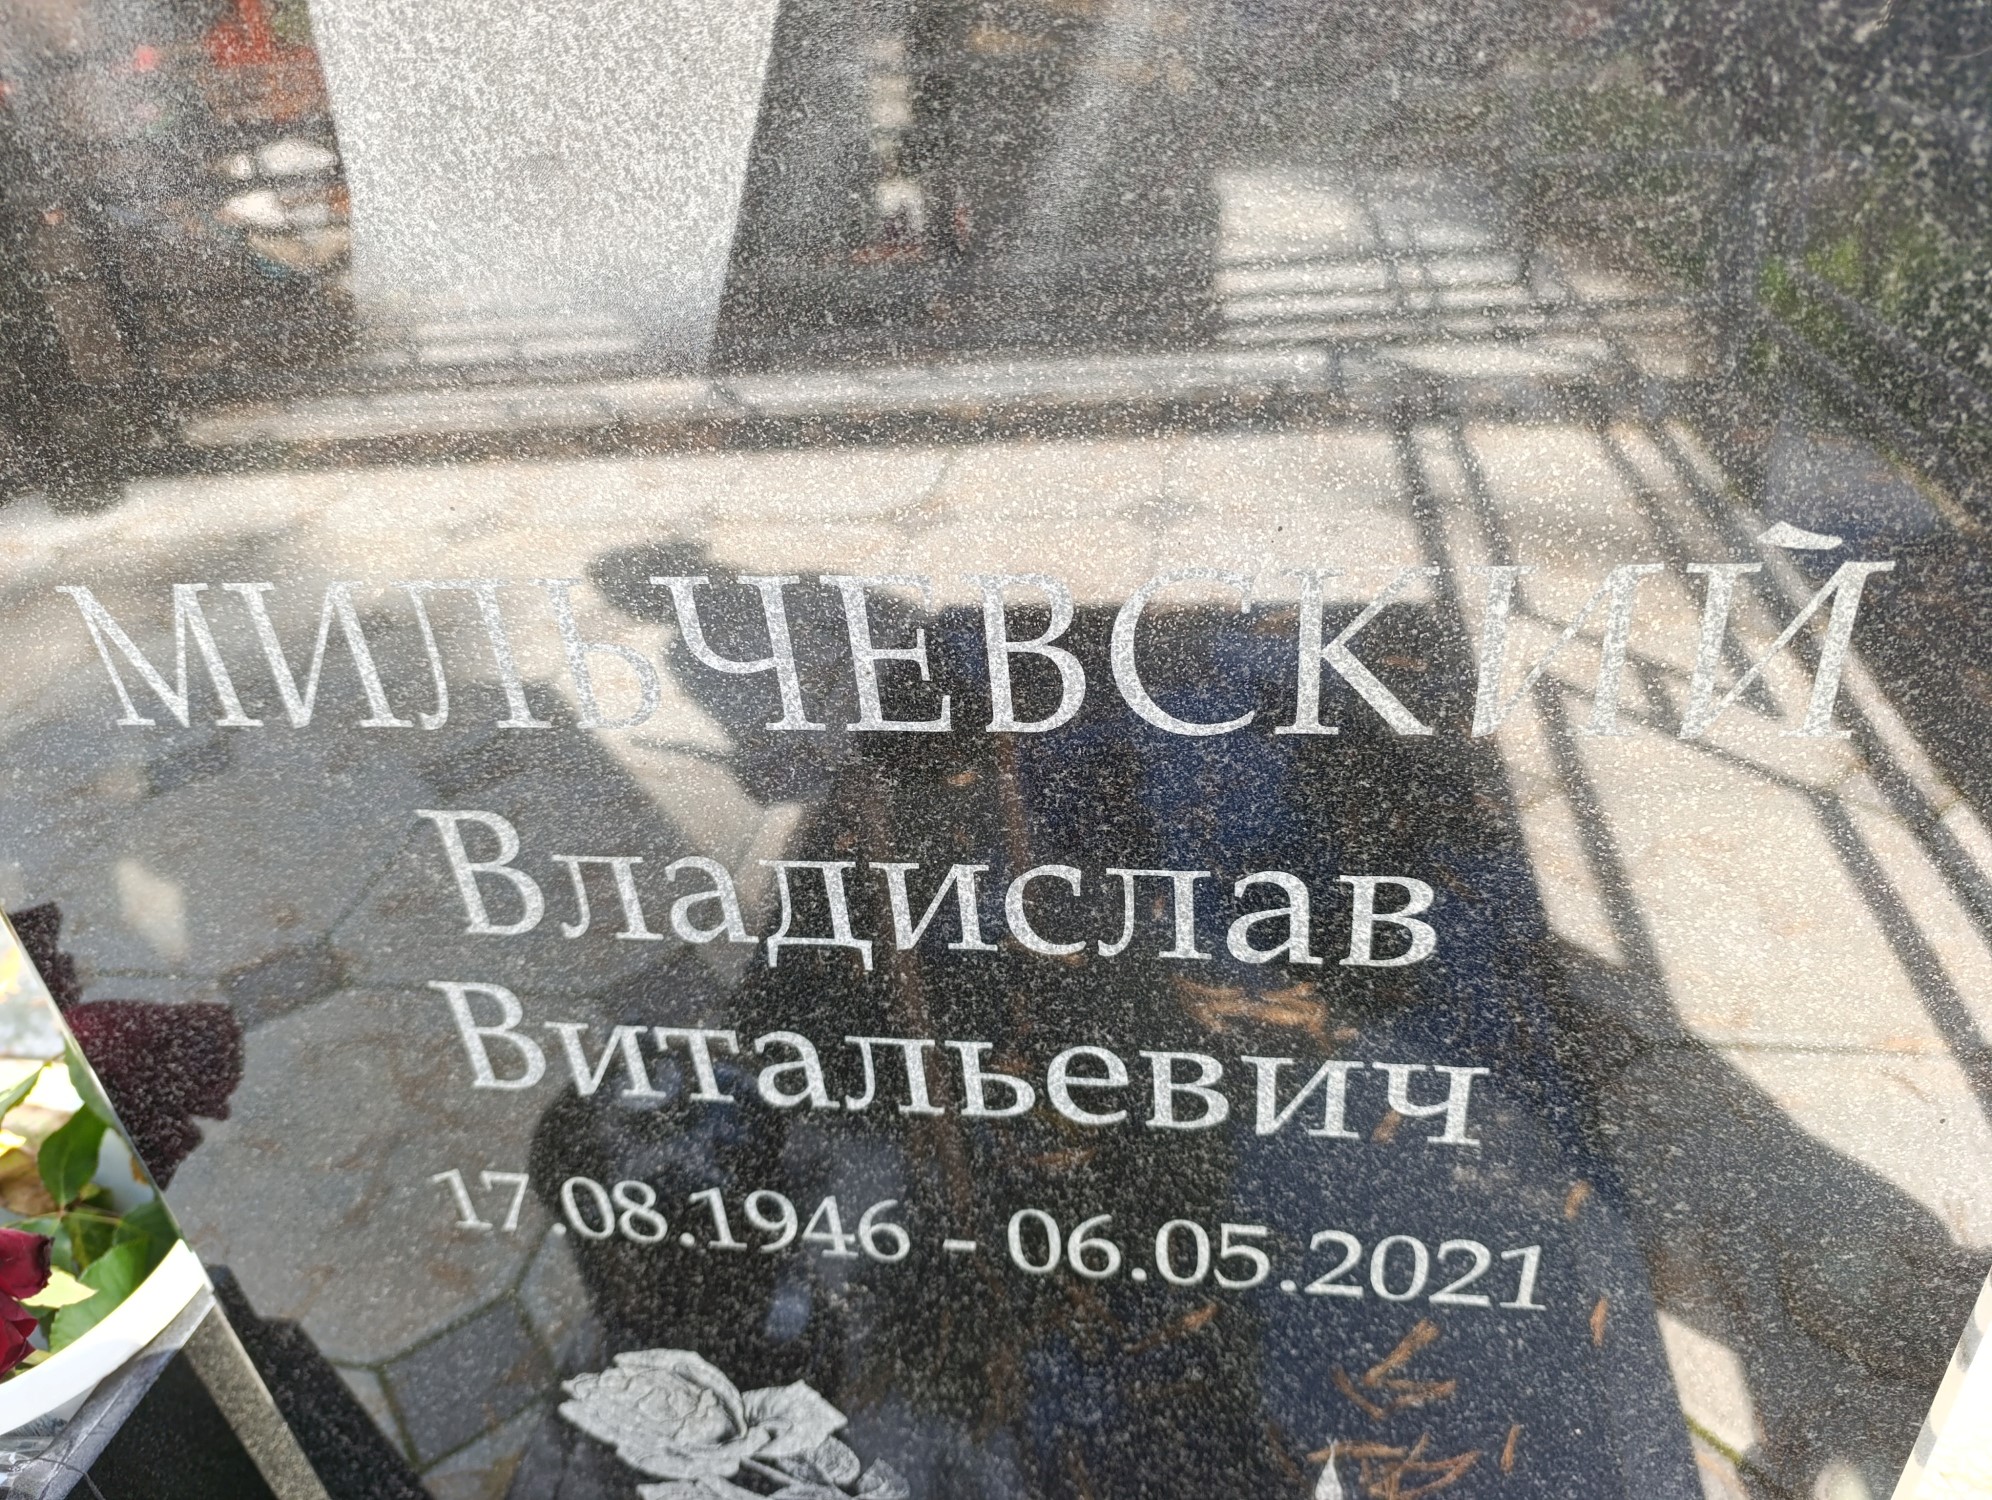 МИЛЬЧЕВСКИЙ
Владислав
Витальевич
17.08.1946 - 06.05.2021